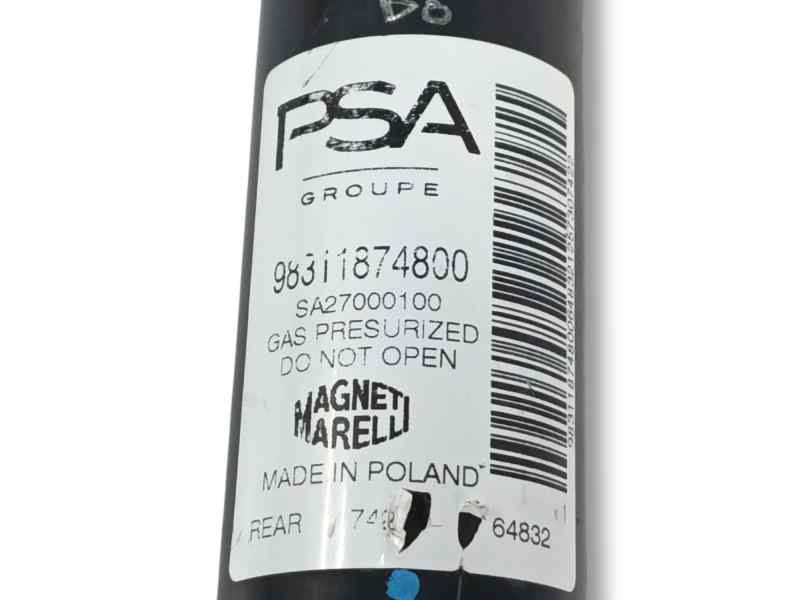 PSA
GROUPE
98311874800
SA27000100
GAS PRESURIZED
DO NOT OPEN
MAGNETI
MARELLI
MADE IN POLAND
REAR 64832